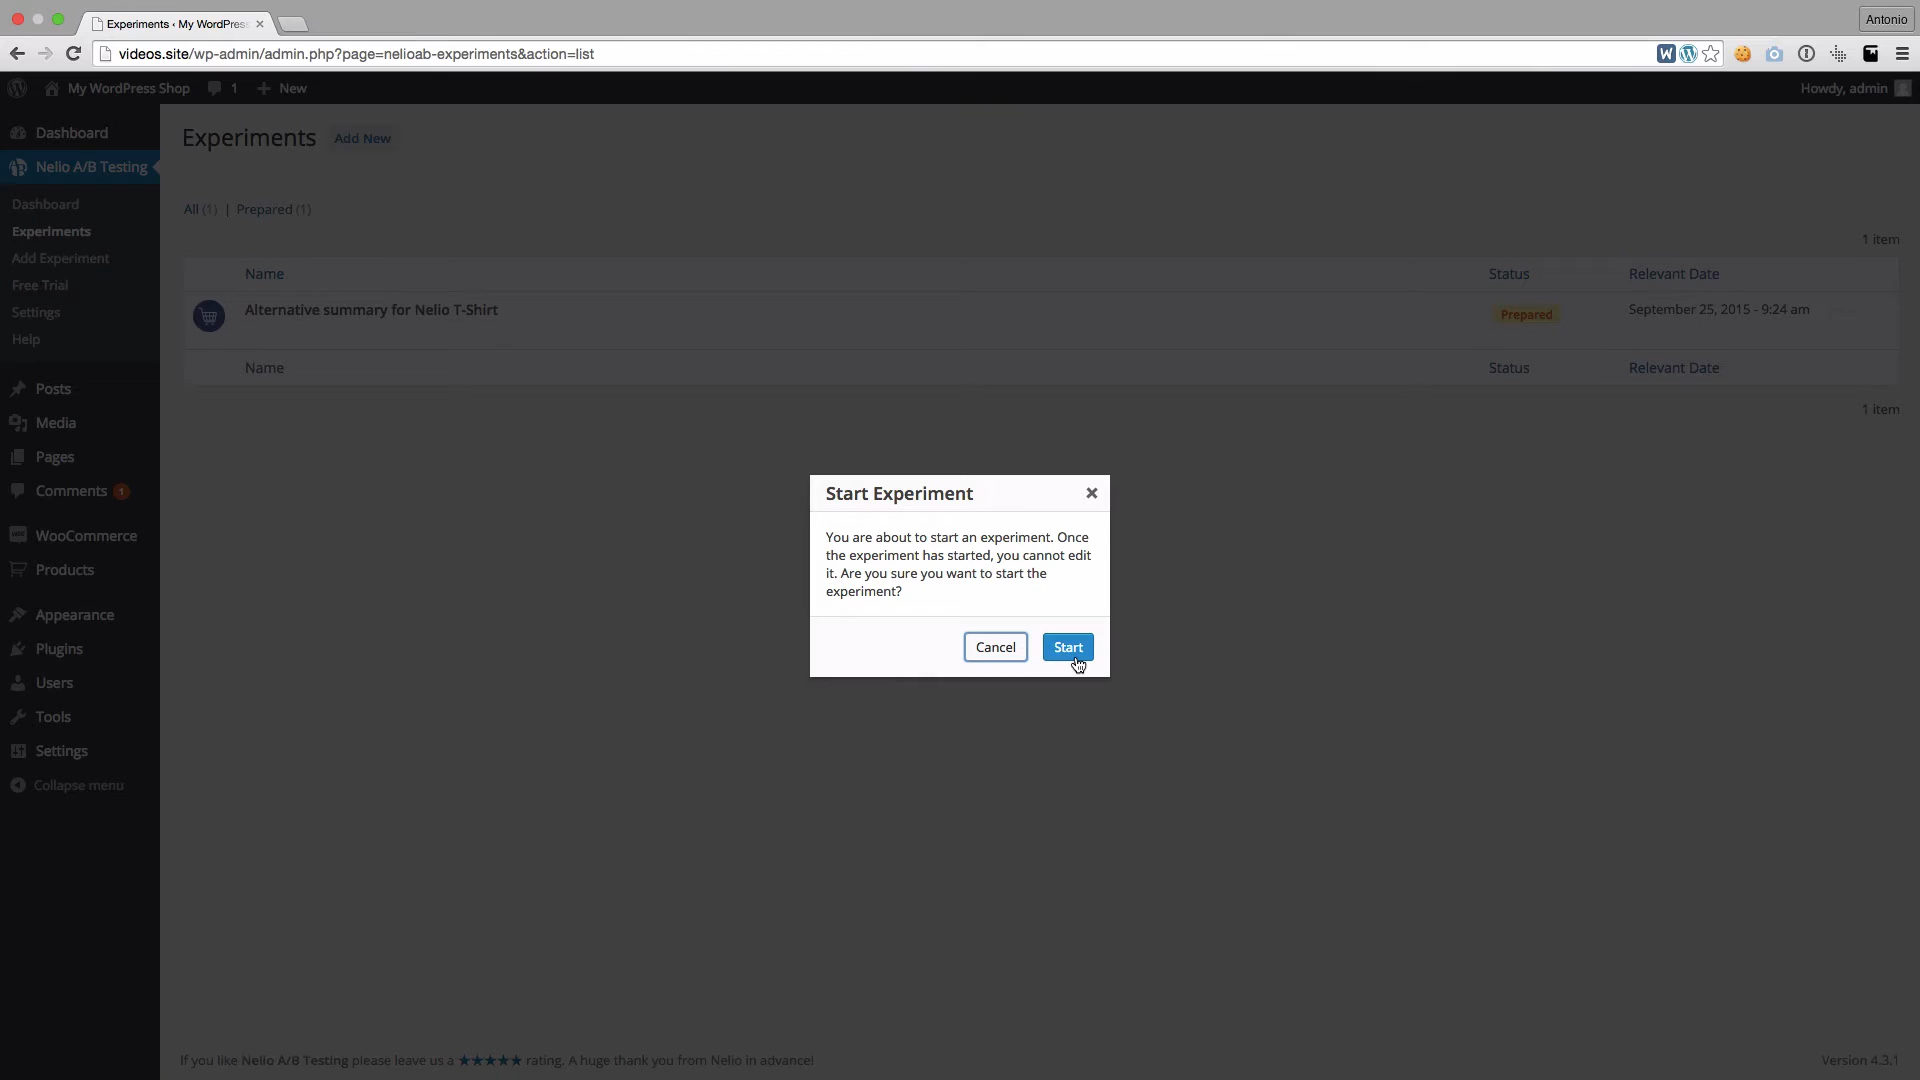 Experiments ‹ My WordPres
Antonio
videos.site/wp-admin/admin.php?page=nelioab-experiments&action=list
My WordPress Shop
1
New
Howdy, admin
Dashboard
Nelio A/B Testing
Dashboard
Experiments
Add Experiment
Free Trial
Settings
Help
Posts
Media
Pages
Comments 1
WooCommerce
Products
Appearance
Plugins
Users
Tools
Settings
Collapse menu
Experiments Add New
All (1) | Prepared (1)
1 item
Name Status Relevant Date
Alternative summary for Nelio T-Shirt Prepared September 25, 2015 - 9:24 am
Name Status Relevant Date
1 item
Start Experiment
You are about to start an experiment. Once
the experiment has started, you cannot edit
it. Are you sure you want to start the
experiment?
Cancel Start
If you like Nelio A/B Testing please leave us a ★★★★★ rating. A huge thank you from Nelio in advance!
Version 4.3.1